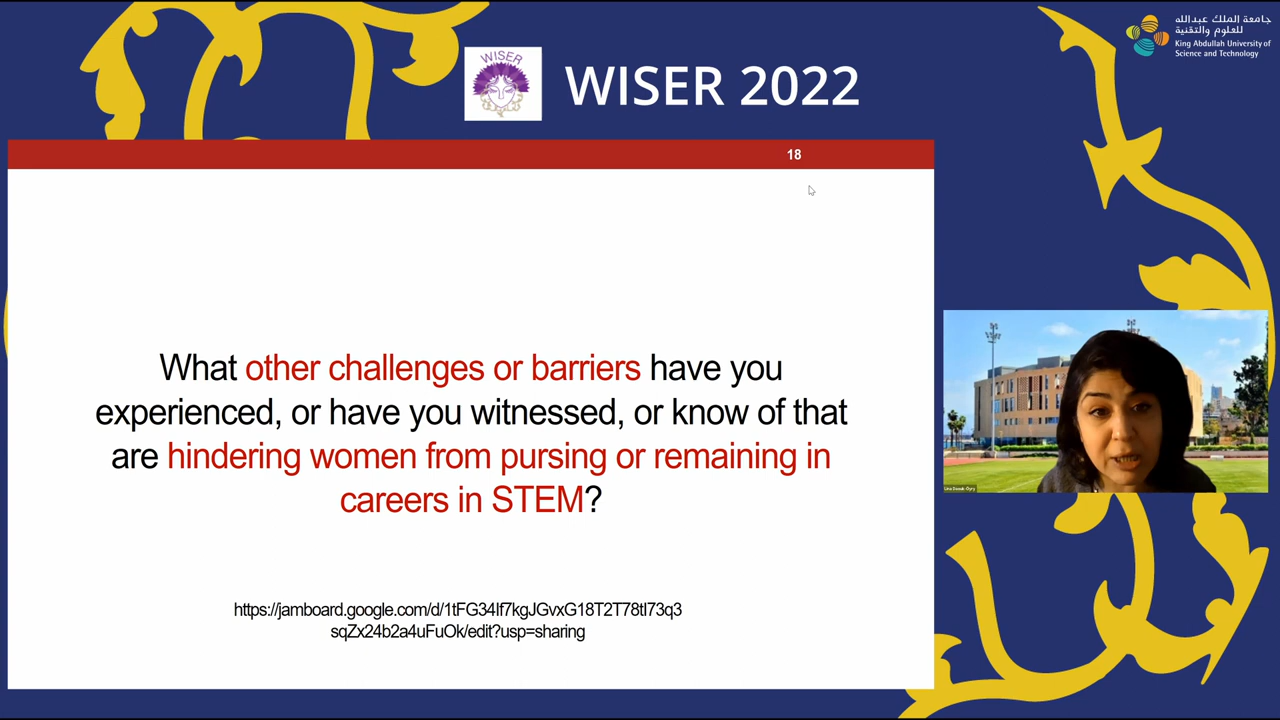 جامعة الملك عبدالله
للعلوم والتقنية
King Abdullah University of
Science and Technology
WISER
WISER 2022
18
What other challenges or barriers have you
experienced, or have you witnessed, or know of that
are hindering women from pursing or remaining in
careers in STEM?
https://jamboard.google.com/d/1tFG34If7kgJGvxG18T2T78tI73q3
sqZx24b2a4uFuOk/edit?usp=sharing